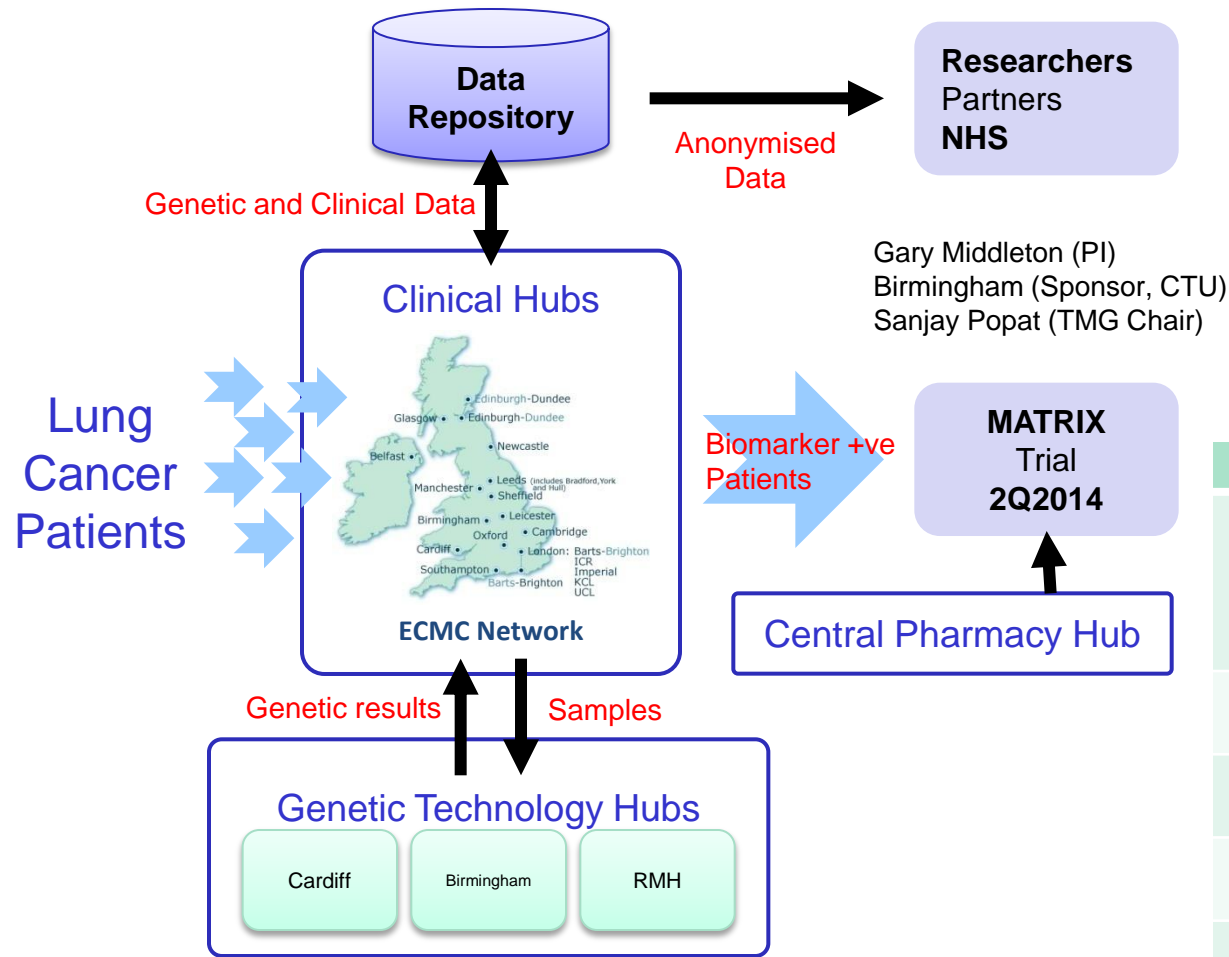 Data
Repository
Researchers
Partners
NHS
Anonymised
Data
Genetic and Clinical Data
Gary Middleton (PI)
Birmingham (Sponsor, CTU)
Sanjay Popat (TMG Chair)
Clinical Hubs
Edinburgh-Dundee
Glasgow
Edinburgh-Dundee
Newcastle
Belfast
Leeds (includes Bradford,York
and Hull)
Manchester
Sheffield
Birmingham
Leicester
Oxford
Cambridge
Cardiff
London: Barts-Brighton
ICR
Imperial
KCL
UCL
Southampton
Barts-Brighton
ECMC Network
Lung
Cancer
Patients
Biomarker +ve
Patients
MATRIX
Trial
2Q2014
Central Pharmacy Hub
Genetic results
Samples
Genetic Technology Hubs
Cardiff
Birmingham
RMH